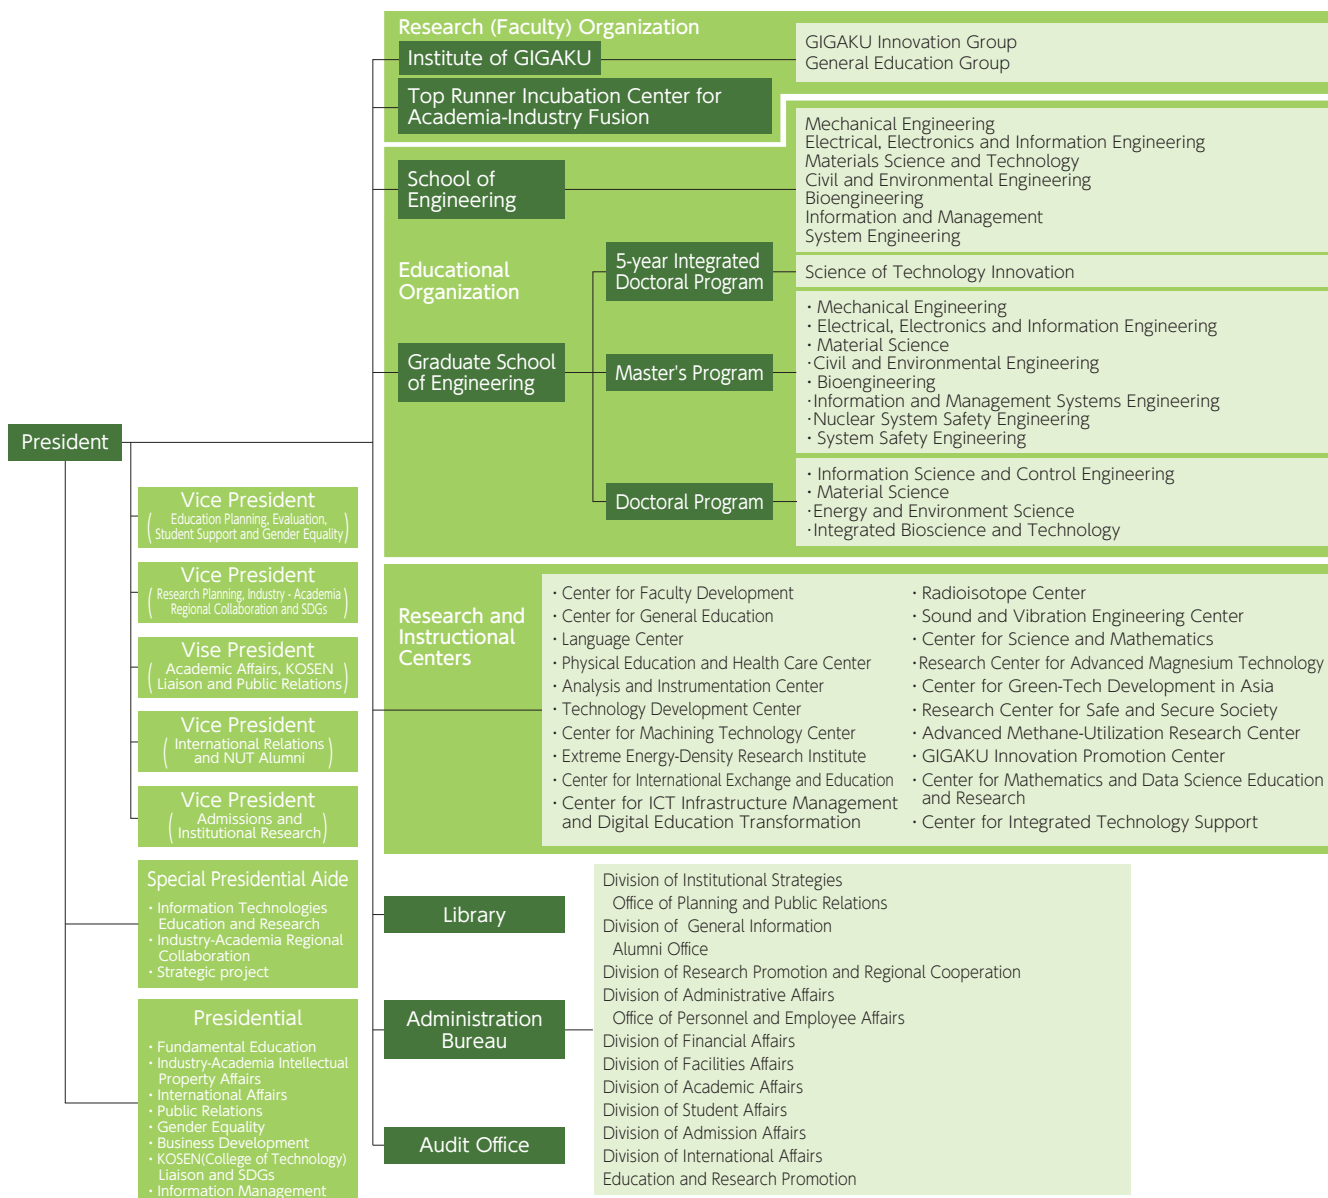 Research (Faculty) Organization
Institute of GIGAKU
GIGAKU Innovation Group
General Education Group
Top Runner Incubation Center for
Academia-Industry Fusion
School of
Engineering
Mechanical Engineering
Electrical, Electronics and Information Engineering
Materials Science and Technology
Civil and Environmental Engineering
Bioengineering
Information and Management
System Engineering
Educational
Organization
5-year Integrated
Doctoral Program
Science of Technology Innovation
Graduate School
of Engineering
Master's Program
・Mechanical Engineering
・Electrical, Electronics and Information Engineering
・Material Science
・Civil and Environmental Engineering
・Bioengineering
・Information and Management Systems Engineering
・Nuclear System Safety Engineering
・System Safety Engineering
Doctoral Program
・Information Science and Control Engineering
・Material Science
・Energy and Environment Science
・Integrated Bioscience and Technology
President
Vice President
(Education Planning, Evaluation,
Student Support and Gender Equality)
Vice President
(Research Planning, Industry - Academia
Regional Collaboration and SDGs)
Vise President
(Academic Affairs, KOSEN
Liaison and Public Relations)
Vice President
(International Relations
and NUT Alumni)
Vice President
(Admissions and
Institutional Research)
Special Presidential Aide
・Information Technologies
Education and Research
・Industry-Academia Regional
Collaboration
・Strategic project
Presidential
・Fundamental Education
・Industry-Academia Intellectual
Property Affairs
・International Affairs
・Public Relations
・Gender Equality
・Business Development
・KOSEN(College of Technology)
Liaison and SDGs
・Information Management
Research and
Instructional
Centers
・Center for Faculty Development
・Center for General Education
・Language Center
・Physical Education and Health Care Center
・Analysis and Instrumentation Center
・Technology Development Center
・Center for Machining Technology Center
・Extreme Energy-Density Research Institute
・Center for International Exchange and Education
・Center for ICT Infrastructure Management
and Digital Education Transformation
・Radioisotope Center
・Sound and Vibration Engineering Center
・Center for Science and Mathematics
・Research Center for Advanced Magnesium Technology
・Center for Green-Tech Development in Asia
・Research Center for Safe and Secure Society
・Advanced Methane-Utilization Research Center
・GIGAKU Innovation Promotion Center
・Center for Mathematics and Data Science Education
and Research
・Center for Integrated Technology Support
Library
Administration
Bureau
Audit Office
Division of Institutional Strategies
Office of Planning and Public Relations
Division of General Information
Alumni Office
Division of Research Promotion and Regional Cooperation
Division of Administrative Affairs
Office of Personnel and Employee Affairs
Division of Financial Affairs
Division of Facilities Affairs
Division of Academic Affairs
Division of Student Affairs
Division of Admission Affairs
Division of International Affairs
Education and Research Promotion